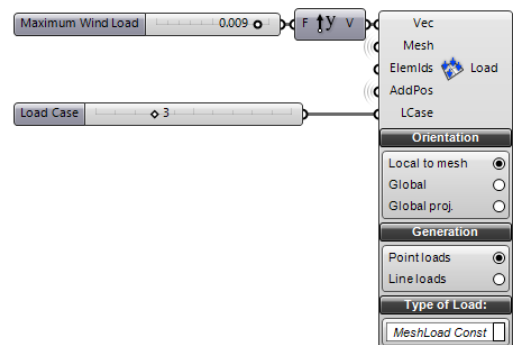 Maximum Wind Load 0.009 F y V Vec
Mesh
ElemIds Load
AddPos
Load Case 3 LCase
Orientation
Local to mesh
Global
Global proj.
Generation
Point loads
Line loads
Type of Load:
MeshLoad Const